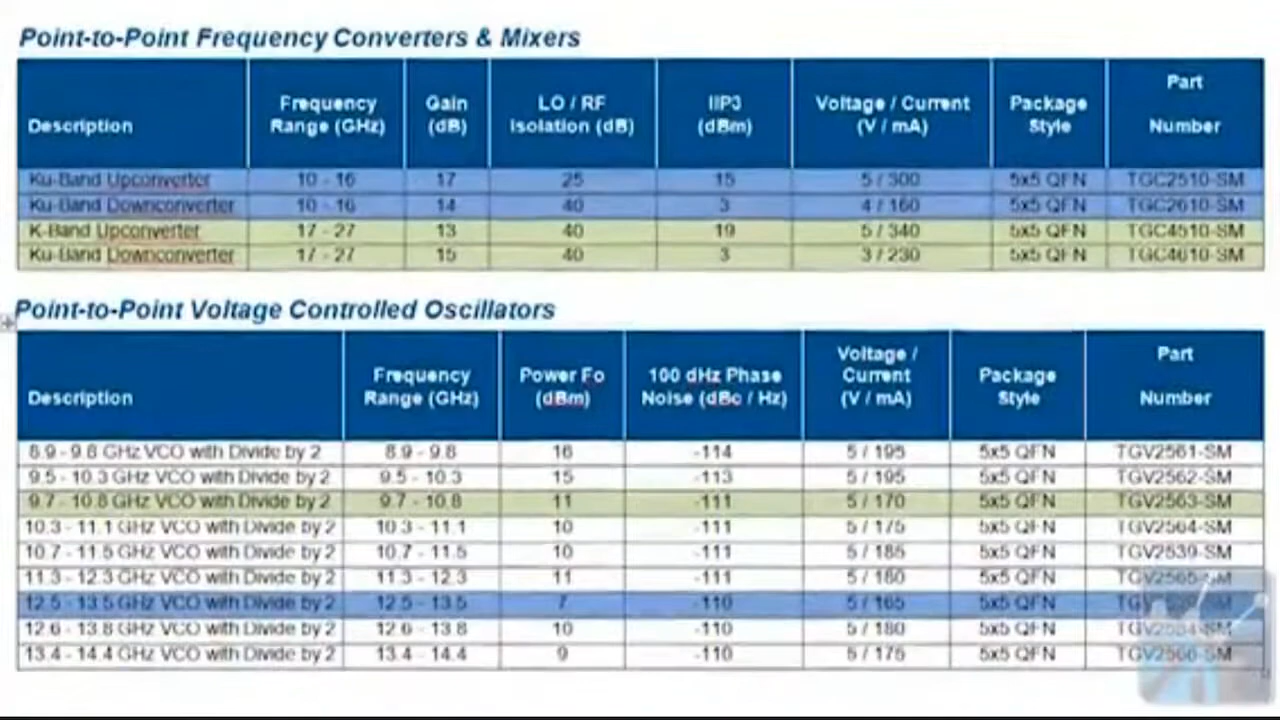 Point-to-Point Frequency Converters & Mixers
Description Frequency Range (GHz) Gain (dB) LO / RF Isolation (dB) IIP3 (dBm) Voltage / Current (V / mA) Package Style Part Number
Ku-Band Upconverter 10 - 16 17 25 15 5 / 300 5x5 QFN TGC2510-SM
Ku-Band Downconverter 10 - 16 14 40 3 4 / 160 5x5 QFN TGC2610-SM
K-Band Upconverter 17 - 27 13 40 19 5 / 340 5x5 QFN TGC4510-SM
Ku-Band Downconverter 17 - 27 15 40 3 3 / 230 5x5 QFN TGC4610-SM
Point-to-Point Voltage Controlled Oscillators
Description Frequency Range (GHz) Power Fo (dBm) 100 dHz Phase Noise (dBc / Hz) Voltage / Current (V / mA) Package Style Part Number
8.9 - 9.8 GHz VCO with Divide by 2 8.9 - 9.8 16 -114 5 / 195 5x5 QFN TGV2561-SM
9.5 - 10.3 GHz VCO with Divide by 2 9.5 - 10.3 15 -113 5 / 195 5x5 QFN TGV2562-SM
9.7 - 10.8 GHz VCO with Divide by 2 9.7 - 10.8 11 -111 5 / 170 5x5 QFN TGV2563-SM
10.3 - 11.1 GHz VCO with Divide by 2 10.3 - 11.1 10 -111 5 / 175 5x5 QFN TGV2564-SM
10.7 - 11.5 GHz VCO with Divide by 2 10.7 - 11.5 10 -111 5 / 185 5x5 QFN TGV2539-SM
11.3 - 12.3 GHz VCO with Divide by 2 11.3 - 12.3 11 -111 5 / 160 5x5 QFN TGV2565-SM
12.5 - 13.5 GHz VCO with Divide by 2 12.5 - 13.5 7 -110 5 / 165 5x5 QFN
12.6 - 13.8 GHz VCO with Divide by 2 12.6 - 13.8 10 -110 5 / 180 5x5 QFN
13.4 - 14.4 GHz VCO with Divide by 2 13.4 - 14.4 9 -110 5 / 175 5x5 QFN TGV2566-SM